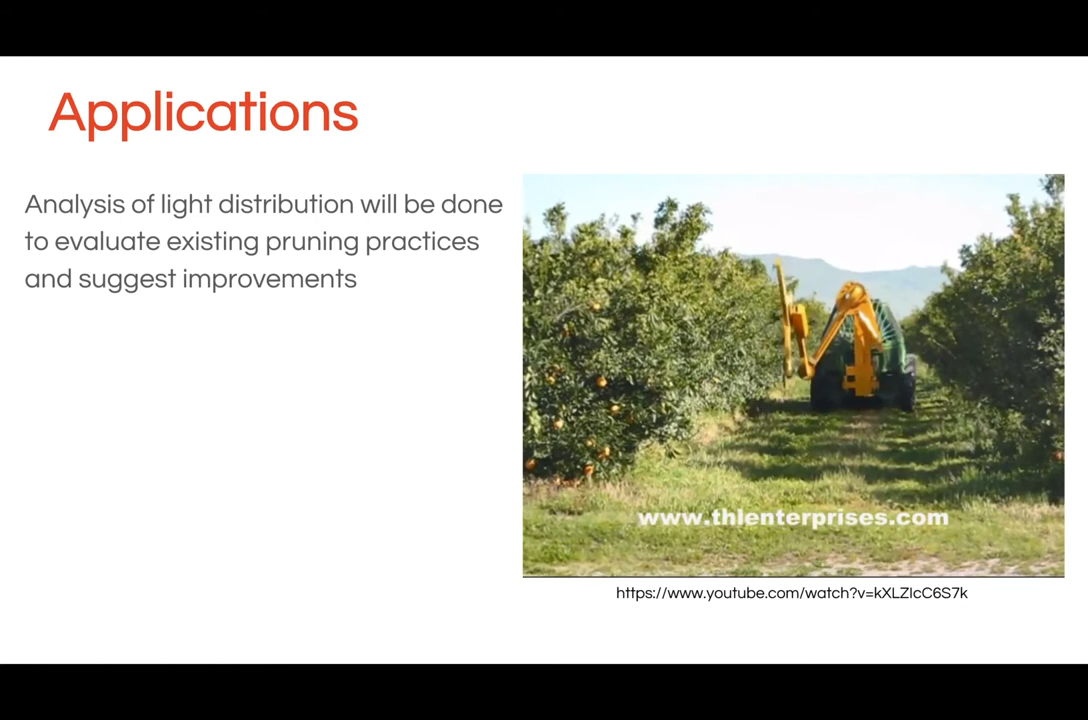 Applications
Analysis of light distribution will be done
to evaluate existing pruning practices
and suggest improvements
www.thlenterprises.com
https://www.youtube.com/watch?v=kXLZIcC6S7k